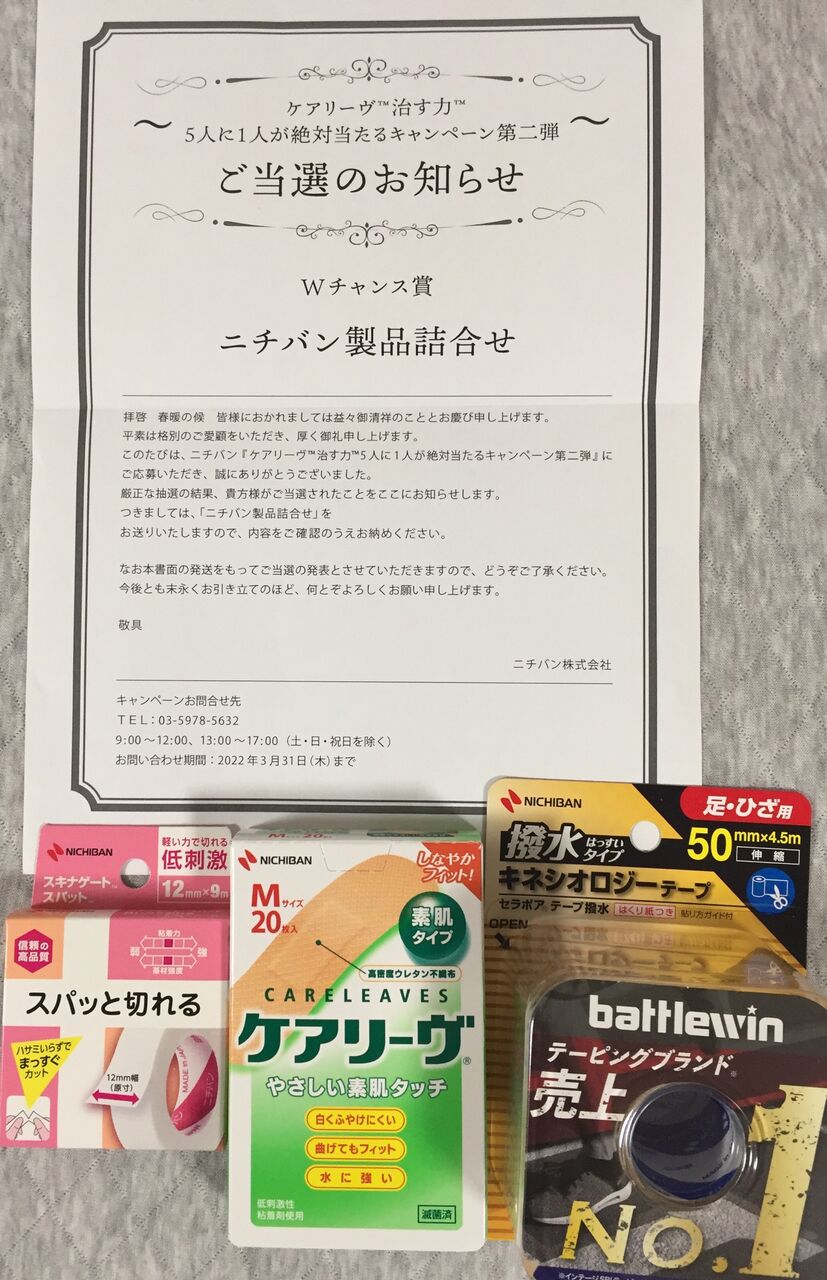 ケアリーヴ™治す力™
～5人に1人が絶対当たるキャンペーン第二弾～
ご当選のお知らせ
Wチャンス賞
ニチバン製品詰合せ
拝啓　春暖の候　皆様におかれましては益々御清祥のこととお慶び申し上げます。
平素は格別のご愛顧をいただき、厚く御礼申し上げます。
このたびは、ニチバン『ケアリーヴ™治す力™5人に1人が絶対当たるキャンペーン第二弾』に
ご応募いただき、誠にありがとうございました。
厳正な抽選の結果、貴方様がご当選されたことをここにお知らせします。
つきましては、「ニチバン製品詰合せ」を
お送りいたしますので、内容をご確認のうえお納めください。
なお本書面の発送をもってご当選の発表とさせていただきますので、どうぞご了承ください。
今後とも末永くお引き立てのほど、何とぞよろしくお願い申し上げます。
敬具
ニチバン株式会社
キャンペーンお問合せ先
ＴＥＬ：03-5978-5632
9:00～12:00、13:00～17:00（土・日・祝日を除く）
お問い合わせ期間：2022年3月31日（木）まで
NICHIBAN
軽い力で切れる
低刺激
スキナゲート™
スパット™
12mm×9m
信頼の
高品質
粘着力
弱 強
基材強度
スパッと切れる
ハサミいらずで
まっすぐ
カット
12mm幅
（原寸）
MADE IN JAPAN
NICHIBAN
しなやか
フィット！
Mサイズ
20枚入
素肌
タイプ
高密度ウレタン不織布
CARELEAVES
ケアリーヴ®
やさしい素肌タッチ
白くふやけにくい
曲げてもフィット
水に強い
低刺激性
粘着剤使用
滅菌済
NICHIBAN
足・ひざ用
撥水はっすいタイプ
50mm×4.5m
伸縮
キネシオロジーテープ
セラポア テープ撥水 はくり紙つき 貼り方ガイド付
OPEN
battlewin
テーピングブランド※
売上
No.1